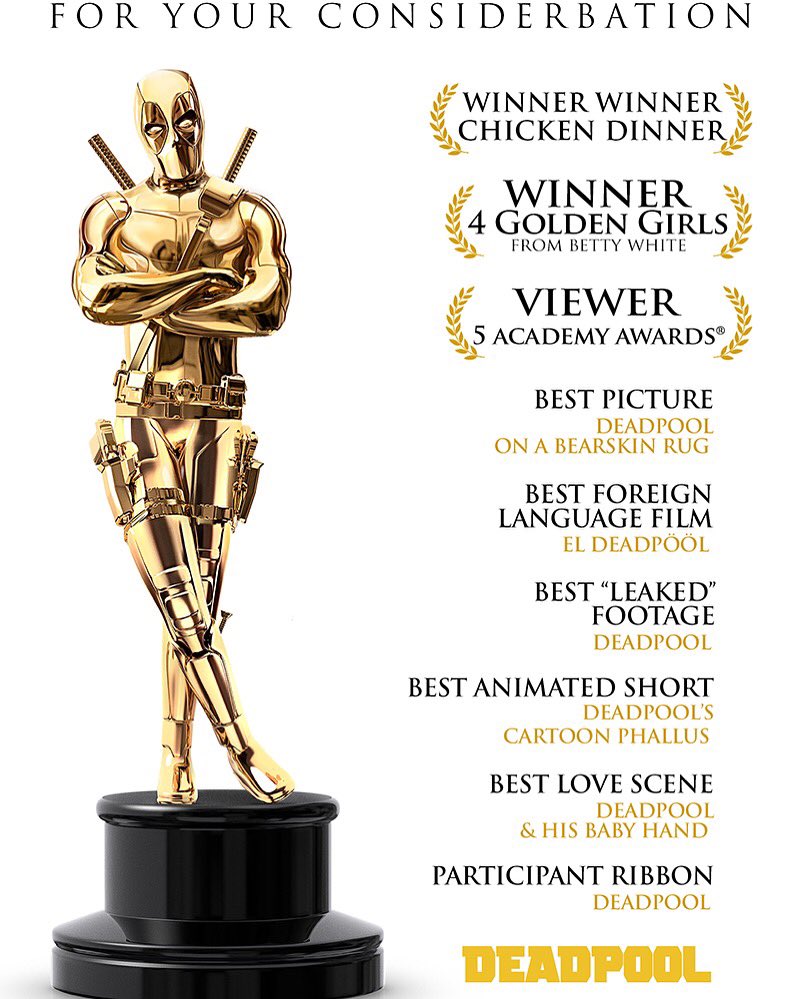 FOR YOUR CONSIDERBATION
WINNER WINNER
CHICKEN DINNER
WINNER
4 GOLDEN GIRLS
FROM BETTY WHITE
VIEWER
5 ACADEMY AWARDS®
BEST PICTURE
DEADPOOL
ON A BEARSKIN RUG
BEST FOREIGN
LANGUAGE FILM
EL DEADPÖÖL
BEST “LEAKED”
FOOTAGE
DEADPOOL
BEST ANIMATED SHORT
DEADPOOL’S
CARTOON PHALLUS
BEST LOVE SCENE
DEADPOOL
& HIS BABY HAND
PARTICIPANT RIBBON
DEADPOOL
DEADPOOL